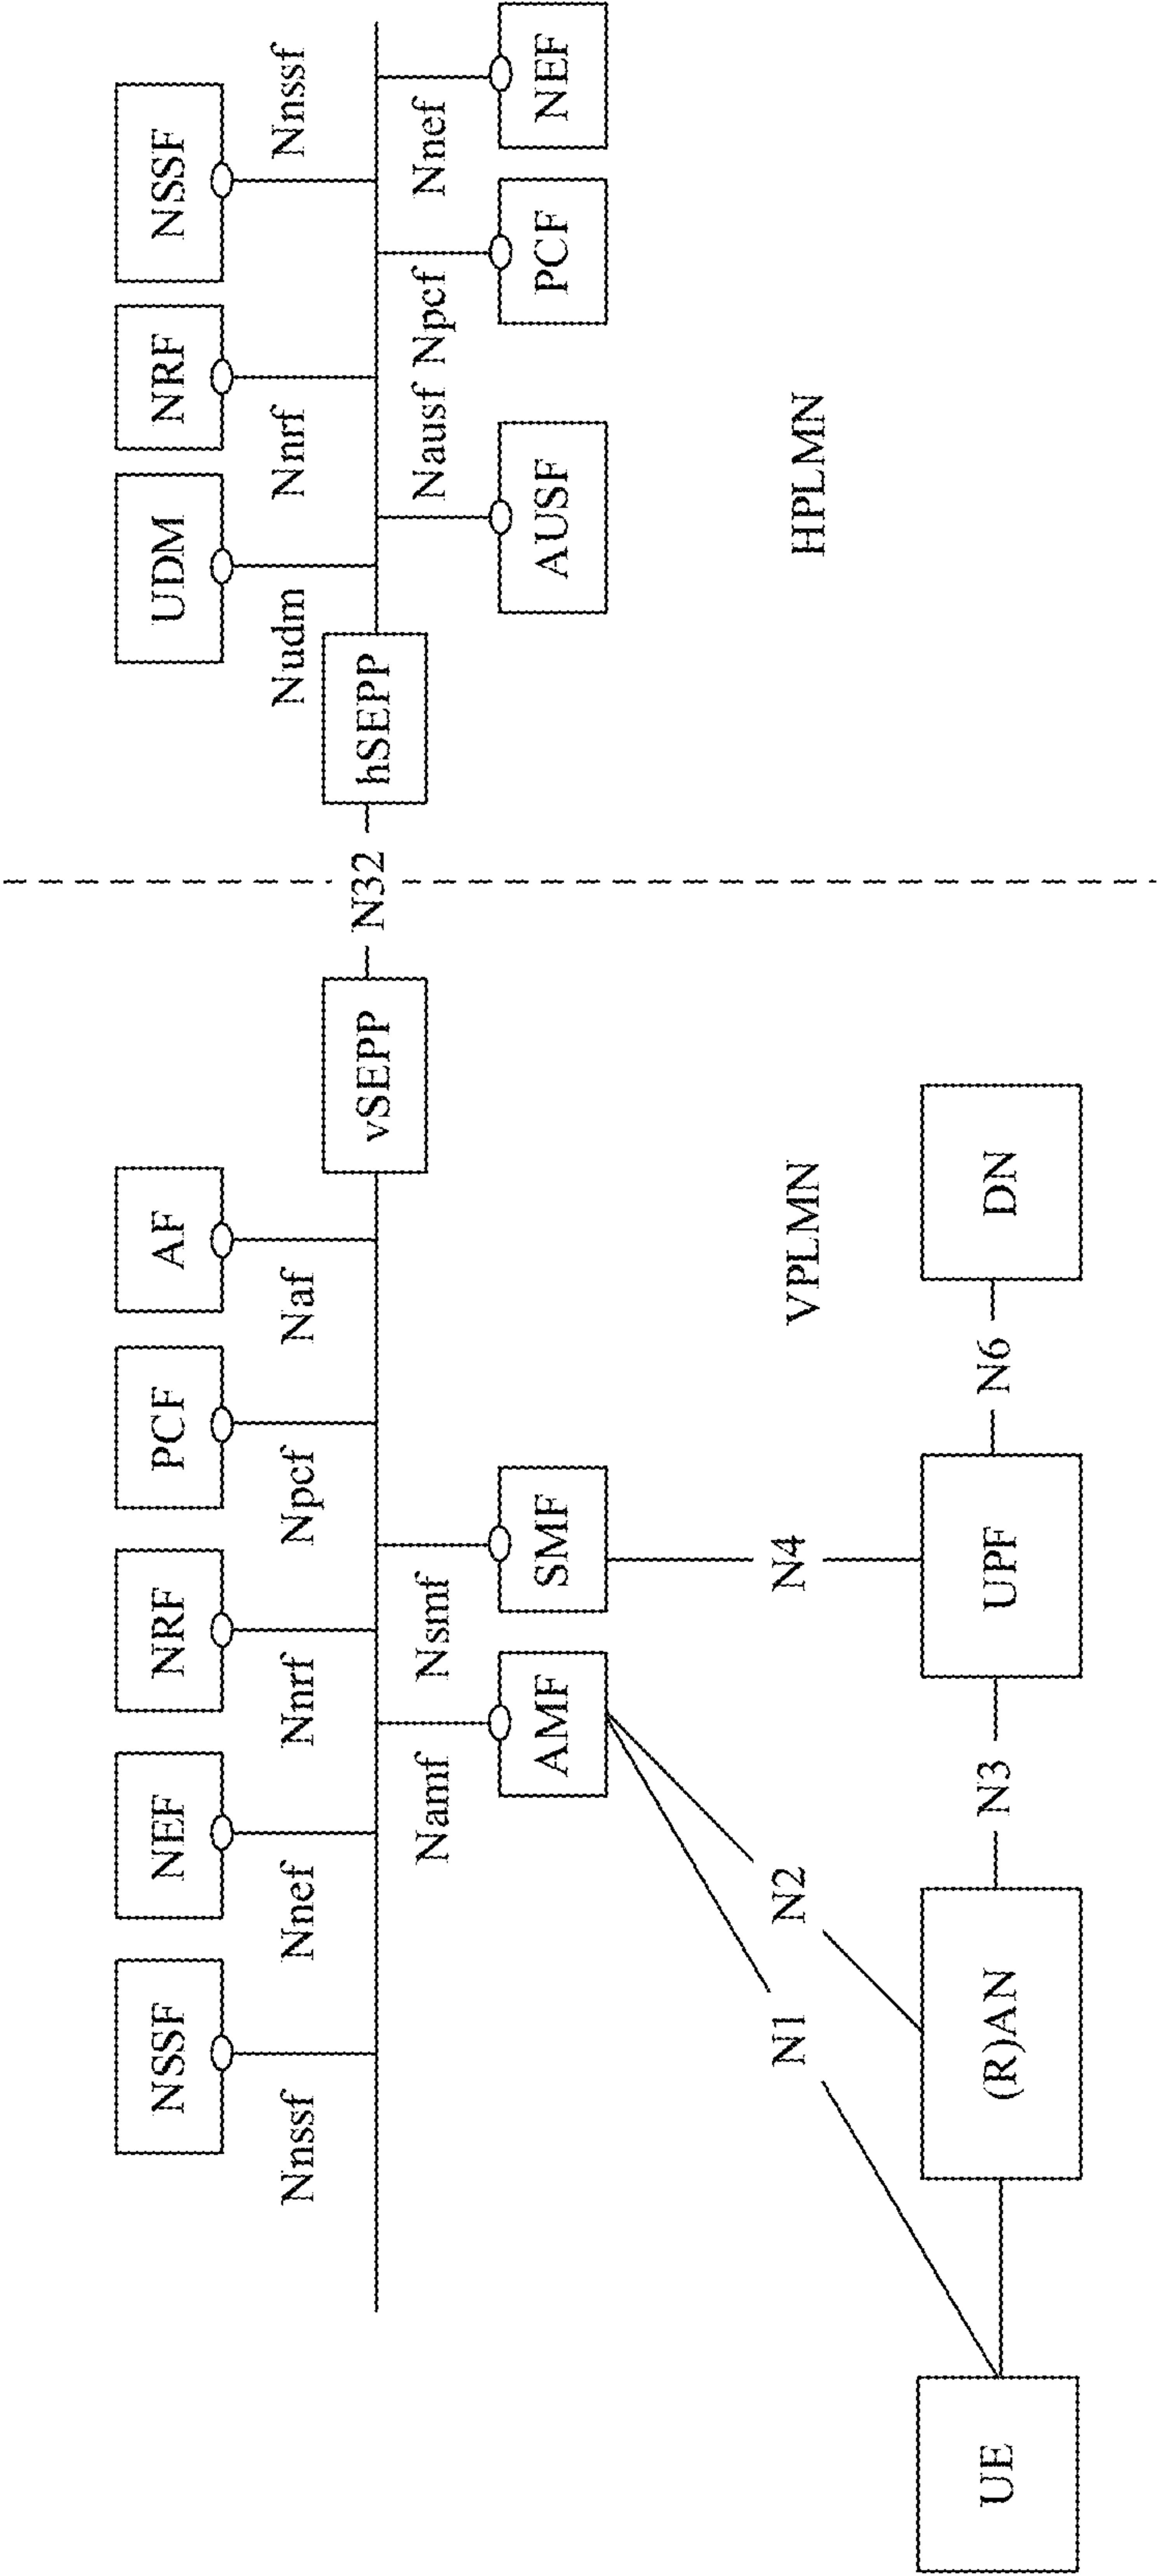 NSSF
NEF
NRF
PCF
AF
UDM
NRF
NSSF
Nnssf
Nnef
Nnrf
Npcf
Naf
Nudm
Nnrf
Nnssf
vSEPP
N32
hSEPP
Namf
Nsmf
Nausf
Npcf
Nnef
AMF
SMF
AUSF
PCF
NEF
N1
N2
N4
VPLMN
HPLMN
UE
(R)AN
N3
UPF
N6
DN